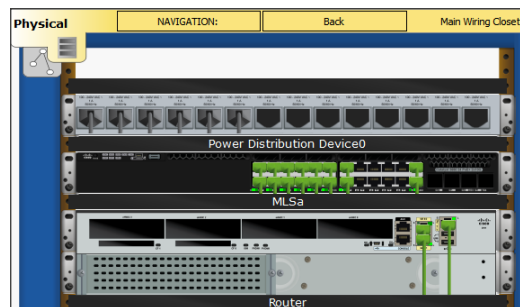 Physical
NAVIGATION:
Back
Main Wiring Closet
Power Distribution Device0
MLSa
Router